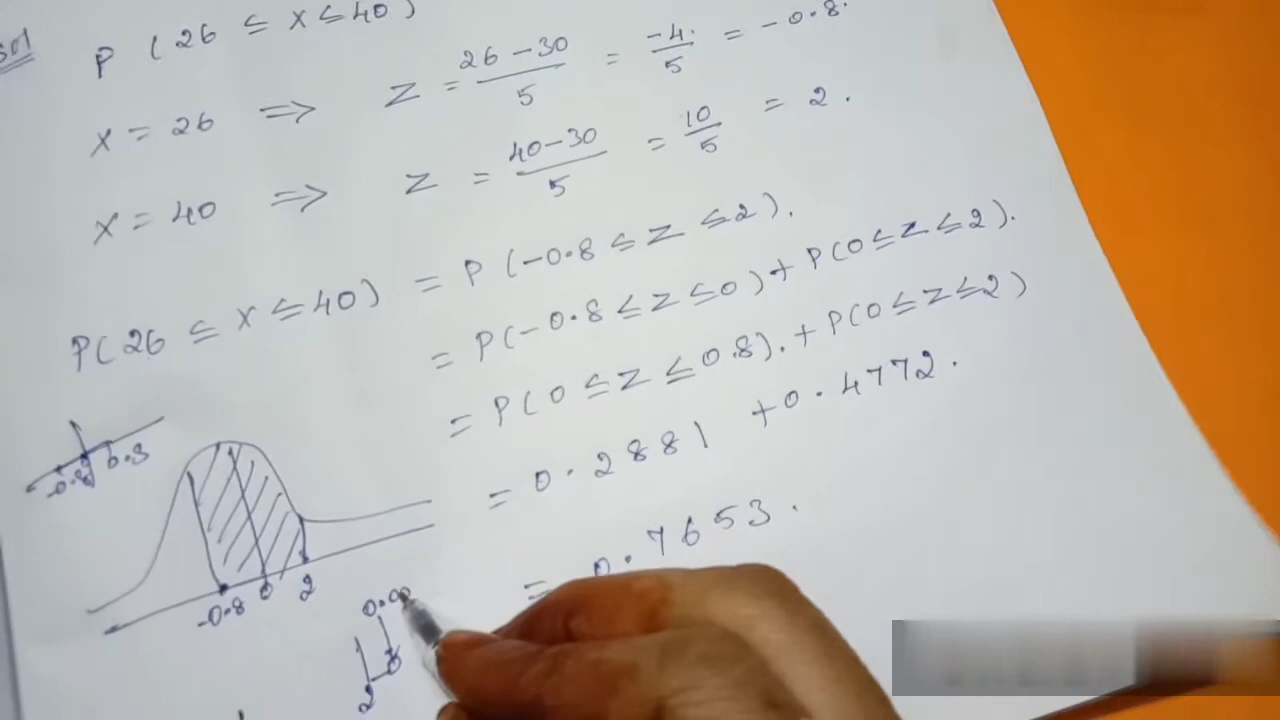 Sol
P ( 26 ≤ X ≤ 40 )
X = 26 ⇒ Z = (26 - 30)/5 = -4/5 = -0.8.
X = 40 ⇒ Z = (40-30)/5 = 10/5 = 2.
P( 26 ≤ X ≤ 40) = P (-0.8 ≤ Z ≤ 2).
= P(-0.8 ≤ Z ≤ 0) + P(0 ≤ Z ≤ 2).
= P(0 ≤ Z ≤ 0.8). + P(0 ≤ Z ≤ 2)
= 0.2881 + 0.4772.
= 0.7653.
-0.8 0.8
-0.8 0 2
0.00
2